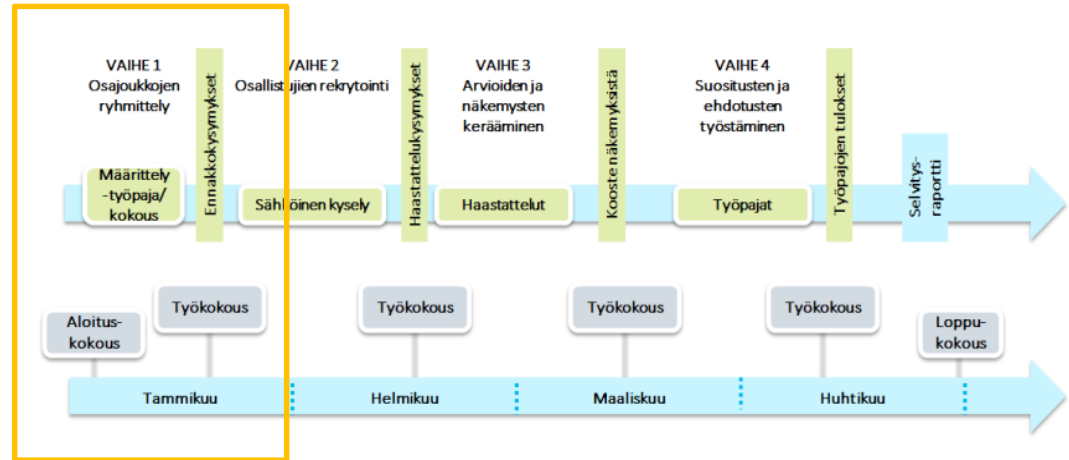 VAIHE 1
Osajoukkojen
ryhmittely
Ennakkokysymykset
VAIHE 2
Osallistujien rekrytointi
Haastattelukysymykset
VAIHE 3
Arvioiden ja
näkemysten
kerääminen
Kooste näkemyksistä
VAIHE 4
Suositusten ja
ehdotusten
työstäminen
Työpajojen tulokset
Selvitys-
raportti
Määrittely
-työpaja/
kokous
Sähköinen kysely
Haastattelut
Työpajat
Aloitus-
kokous
Työkokous
Työkokous
Työkokous
Työkokous
Loppu-
kokous
Tammikuu
Helmikuu
Maaliskuu
Huhtikuu